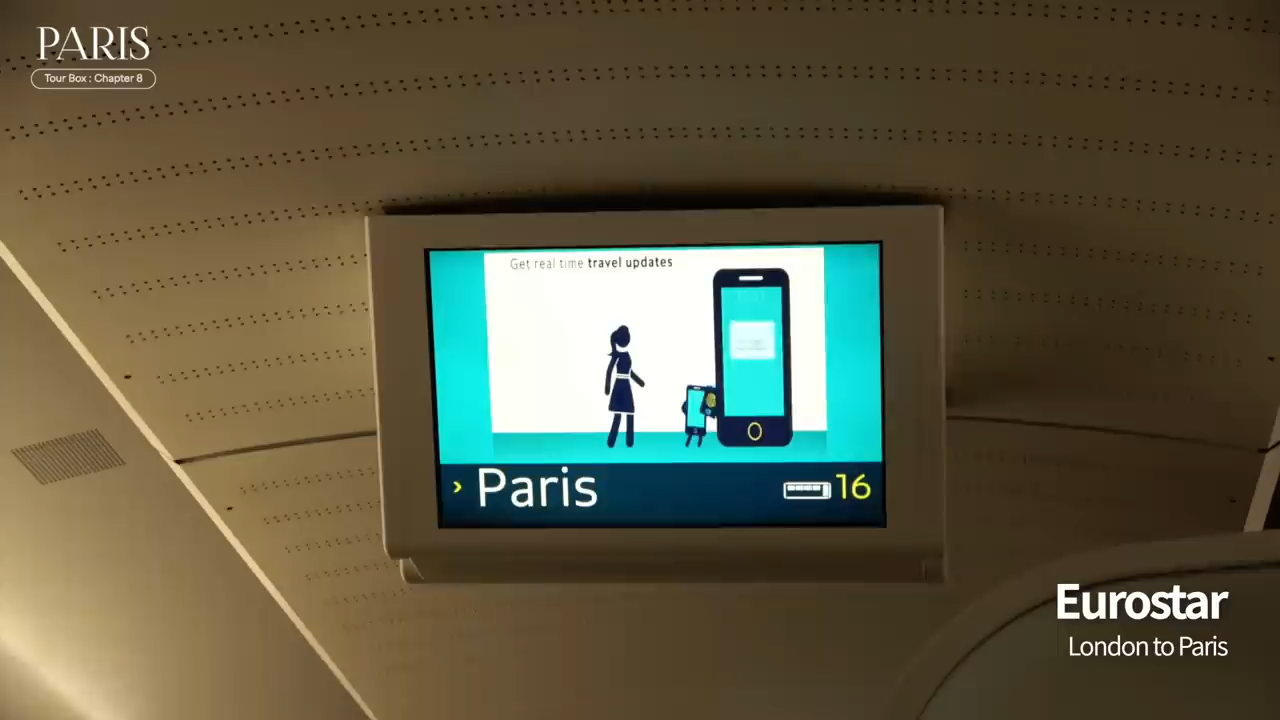 PARIS
Tour Box : Chapter 8
Get real time travel updates
› Paris
16
Eurostar
London to Paris